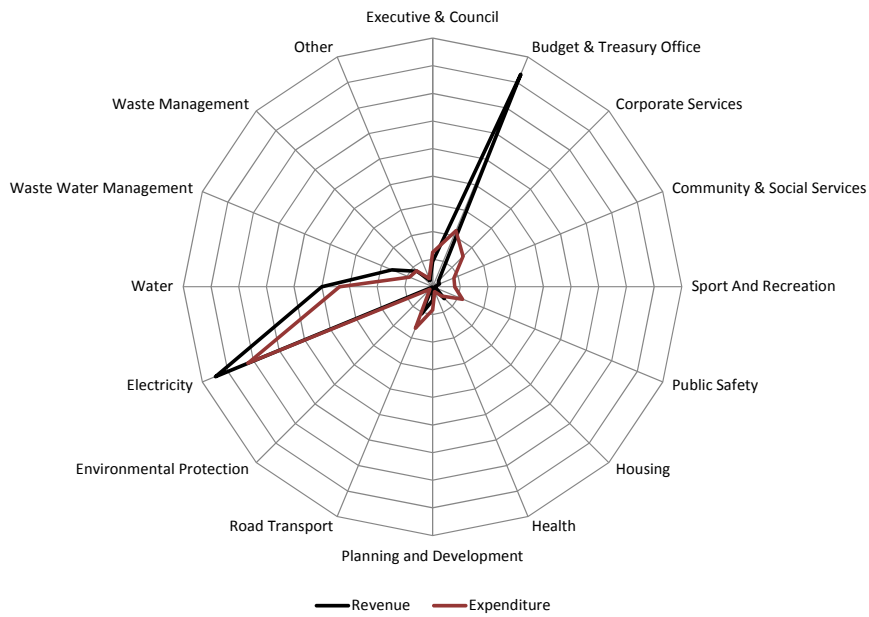 Executive & Council
Budget & Treasury Office
Corporate Services
Community & Social Services
Sport And Recreation
Public Safety
Housing
Health
Planning and Development
Road Transport
Environmental Protection
Electricity
Water
Waste Water Management
Waste Management
Other
Revenue
Expenditure